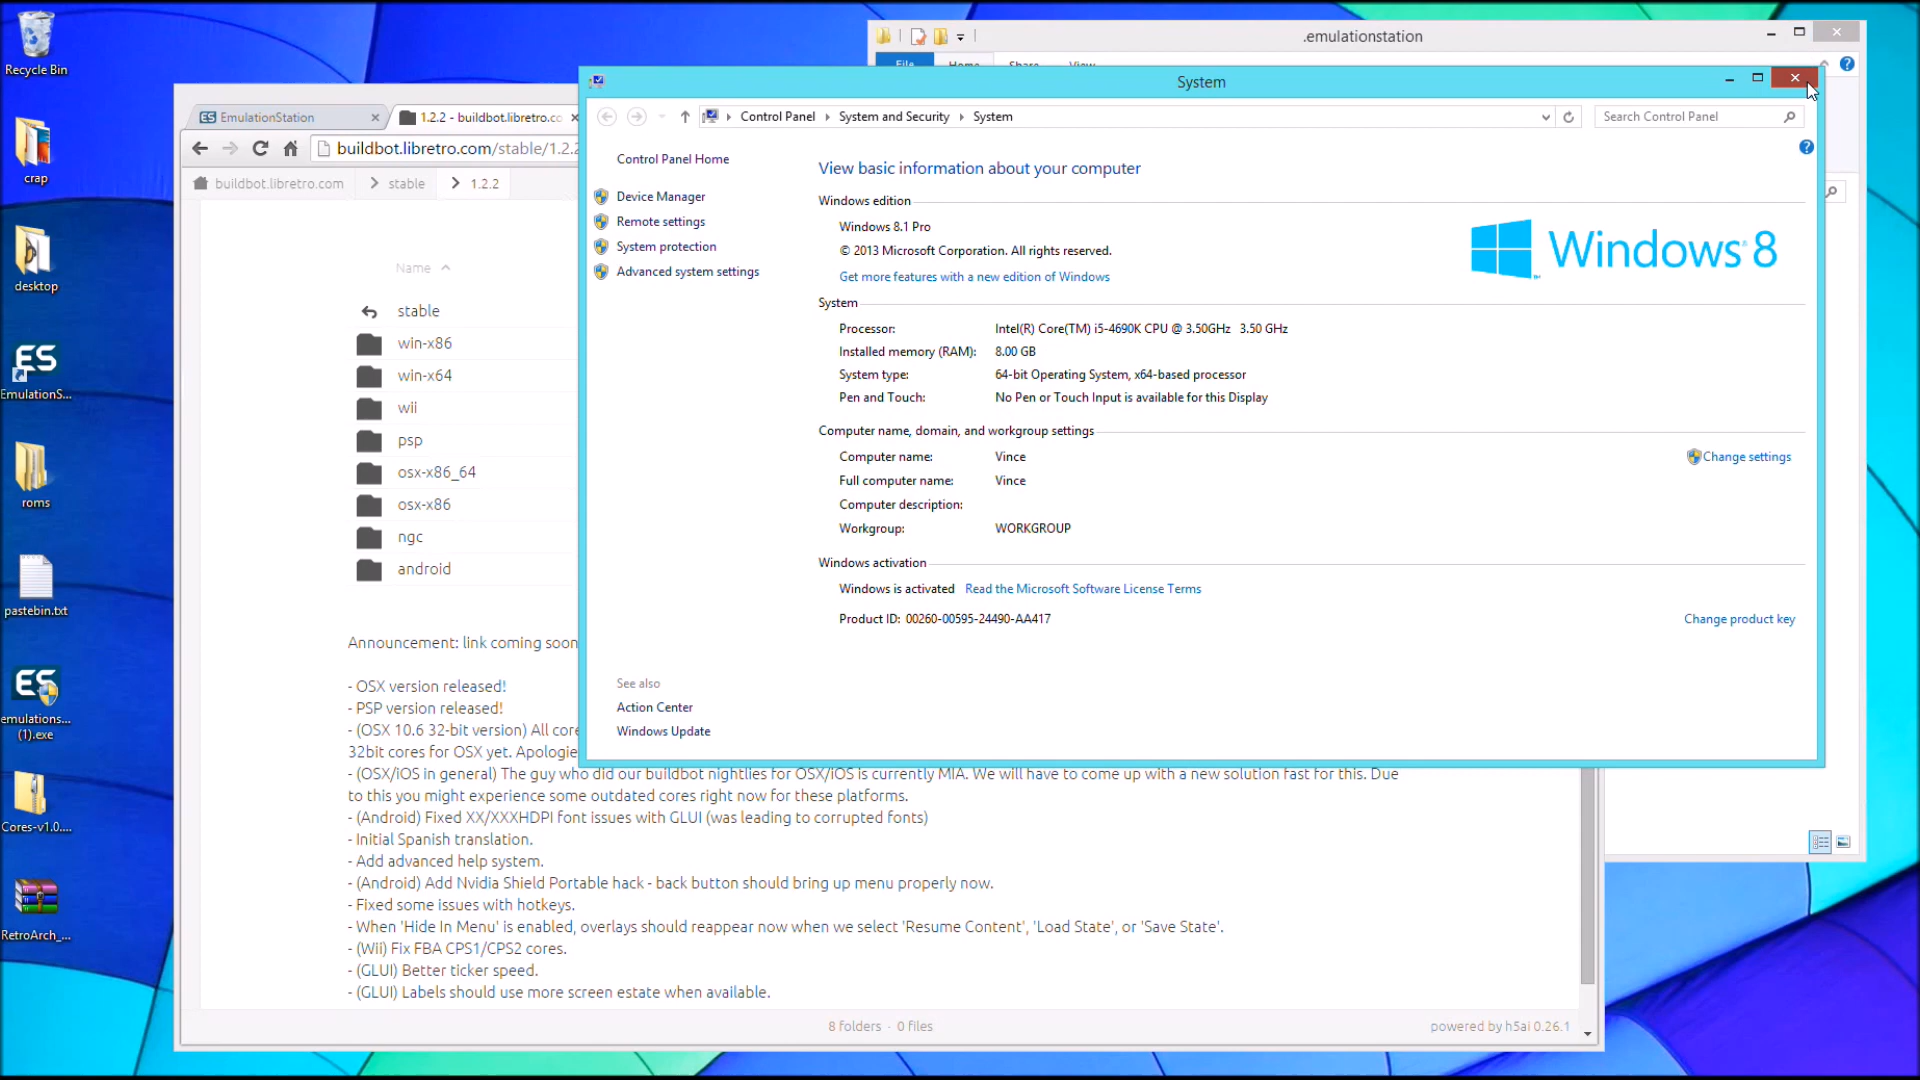 Recycle Bin
crap
desktop
EmulationS...
roms
pastebin.txt
emulations...
(1).exe
Cores-v1.0....
RetroArch_...
.emulationstation
File
Home
Share
View
EmulationStation
1.2.2 - buildbot.libretro.co
buildbot.libretro.com/stable/1.2.2
buildbot.libretro.com
stable
1.2.2
Name
stable
win-x86
win-x64
wii
psp
osx-x86_64
osx-x86
ngc
android
Announcement: link coming soon
- OSX version released!
- PSP version released!
- (OSX 10.6 32-bit version) All core
32bit cores for OSX yet. Apologie
- (OSX/iOS in general) The guy who did our buildbot nightlies for OSX/iOS is currently MIA. We will have to come up with a new solution fast for this. Due
to this you might experience some outdated cores right now for these platforms.
- (Android) Fixed XX/XXXHDPI font issues with GLUI (was leading to corrupted fonts)
- Initial Spanish translation.
- Add advanced help system.
- (Android) Add Nvidia Shield Portable hack - back button should bring up menu properly now.
- Fixed some issues with hotkeys.
- When 'Hide In Menu' is enabled, overlays should reappear now when we select 'Resume Content', 'Load State', or 'Save State'.
- (Wii) Fix FBA CPS1/CPS2 cores.
- (GLUI) Better ticker speed.
- (GLUI) Labels should use more screen estate when available.
8 folders · 0 files
powered by h5ai 0.26.1
System
Control Panel
System and Security
System
Search Control Panel
Control Panel Home
Device Manager
Remote settings
System protection
Advanced system settings
View basic information about your computer
Windows edition
Windows 8.1 Pro
© 2013 Microsoft Corporation. All rights reserved.
Get more features with a new edition of Windows
Windows 8
System
Processor: Intel(R) Core(TM) i5-4690K CPU @ 3.50GHz 3.50 GHz
Installed memory (RAM): 8.00 GB
System type: 64-bit Operating System, x64-based processor
Pen and Touch: No Pen or Touch Input is available for this Display
Computer name, domain, and workgroup settings
Computer name: Vince
Change settings
Full computer name: Vince
Computer description:
Workgroup: WORKGROUP
Windows activation
Windows is activated Read the Microsoft Software License Terms
Product ID: 00260-00595-24490-AA417
Change product key
See also
Action Center
Windows Update